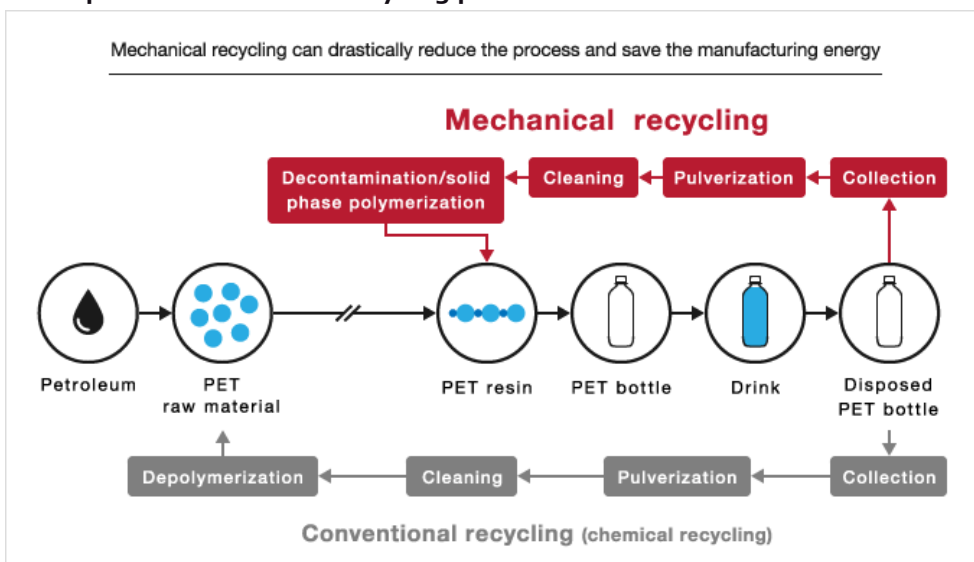 Mechanical recycling can drastically reduce the process and save the manufacturing energy
Mechanical recycling
Decontamination/solid
phase polymerization
Cleaning
Pulverization
Collection
Petroleum
PET
raw material
PET resin
PET bottle
Drink
Disposed
PET bottle
Depolymerization
Cleaning
Pulverization
Collection
Conventional recycling (chemical recycling)